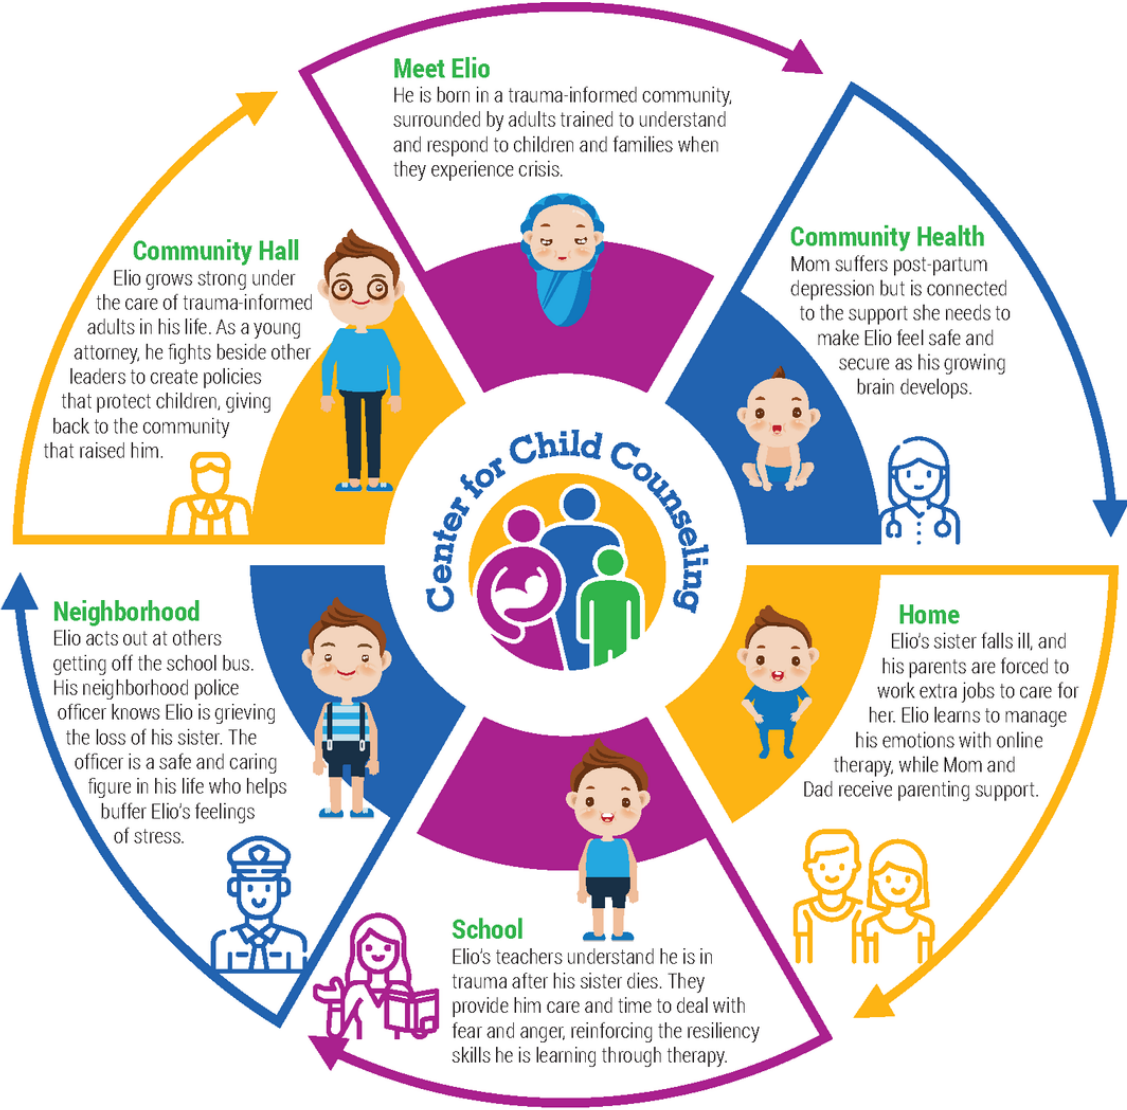 Meet Elio
He is born in a trauma-informed community,
surrounded by adults trained to understand
and respond to children and families when
they experience crisis.
Community Health
Mom suffers post-partum
depression but is connected
to the support she needs to
make Elio feel safe and
secure as his growing
brain develops.
Home
Elio's sister falls ill, and
his parents are forced to
work extra jobs to care for
her. Elio learns to manage
his emotions with online
therapy, while Mom and
Dad receive parenting support.
School
Elio's teachers understand he is in
trauma after his sister dies. They
provide him care and time to deal with
fear and anger, reinforcing the resiliency
skills he is learning through therapy.
Neighborhood
Elio acts out at others
getting off the school bus.
His neighborhood police
officer knows Elio is grieving
the loss of his sister. The
officer is a safe and caring
figure in his life who helps
buffer Elio's feelings
of stress.
Community Hall
Elio grows strong under
the care of trauma-informed
adults in his life. As a young
attorney, he fights beside other
leaders to create policies
that protect children, giving
back to the community
that raised him.
Center for Child Counseling